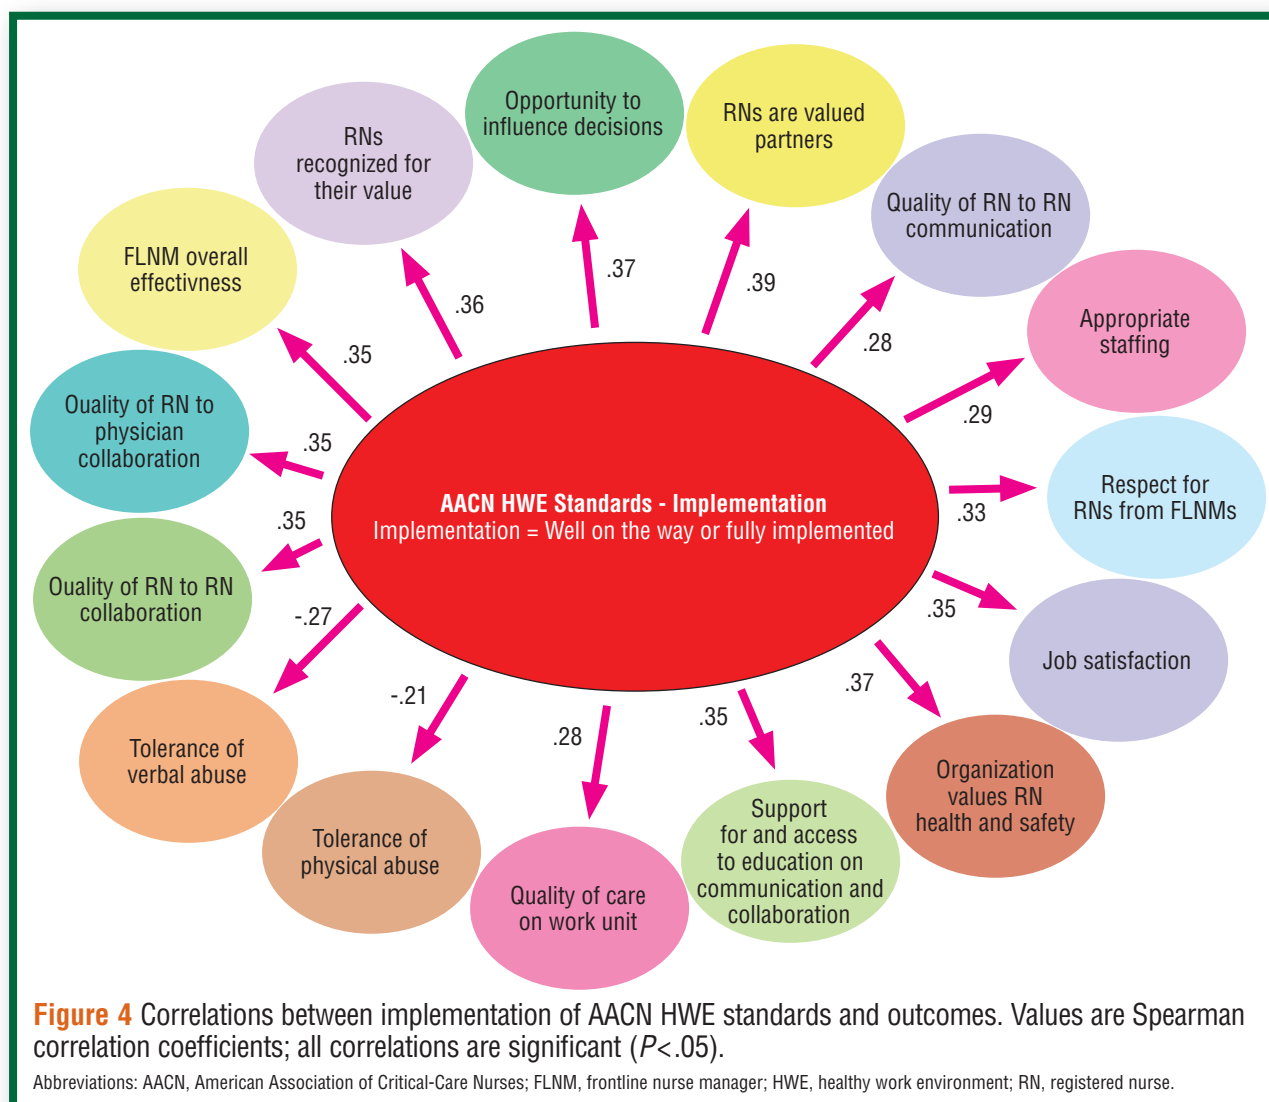 Opportunity to
influence decisions
RNs are valued
partners
RNs
recognized for
their value
Quality of RN to RN
communication
FLNM overall
effectivness
Appropriate
staffing
Quality of RN to
physician
collaboration
Respect for
RNs from FLNMs
Quality of RN to RN
collaboration
Job satisfaction
Tolerance of
verbal abuse
Organization
values RN
health and safety
Tolerance of
physical abuse
Support
for and access
to education on
communication and
collaboration
Quality of care
on work unit
.37
.39
.36
.28
.35
.29
.35
.33
.35
.35
-.27
.37
-.21
.35
.28
AACN HWE Standards - Implementation
Implementation = Well on the way or fully implemented
Figure 4 Correlations between implementation of AACN HWE standards and outcomes. Values are Spearman
correlation coefficients; all correlations are significant (P<.05).
Abbreviations: AACN, American Association of Critical-Care Nurses; FLNM, frontline nurse manager; HWE, healthy work environment; RN, registered nurse.